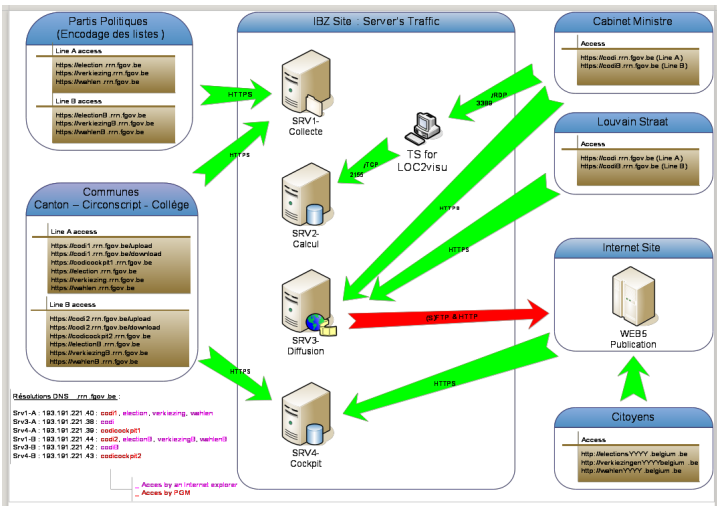 Partis Politiques
(Encodage des listes )
Line A access
https://election .rrn.fgov.be
https://verkiezing.rrn.fgov.be
https://wahlen .rrn .fgov.be
Line B access
https://electionB.rrn.fgov.be
https://verkiezingB.rrn.fgov.be
https://wahlenB.rrn.fgov.be
Communes
Canton – Circonscript - Collége
Line A access
https://codi1.rrn.fgov.be/upload
https://codi1.rrn.fgov.be/download
https://codicockpit1.rrn.fgov.be
https://election.rrn.fgov.be
https://verkiezing.rrn.fgov.be
https://wahlen.rrn.fgov.be
Line B access
https://codi2.rrn.fgov.be/upload
https://codi2.rrn.fgov.be/download
https://codicockpit2.rrn.fgov.be
https://electionB.rrn.fgov.be
https://verkiezingB.rrn.fgov.be
https://wahlenB.rrn.fgov.be
Résolutions DNS .rrn .fgov.be :
Srv1-A : 193.191.221.40 : codi1, election, verkiezing, wahlen
Srv3-A : 193.191.221.38 : codi
Srv4-A : 193.191.221.39 : codicockpit1
Srv1-B : 193.191.221.44 : codi2, electionB, verkiezingB, wahlenB
Srv3-B : 193.191.221.42 : codiB
Srv4-B : 193.191.221.43 : codicockpit2
_ Acces by an internet explorer
_ Acces by PGM
IBZ Site : Server's Traffic
HTTPS
SRV1-
Collecte
HTTPS
/RDP
3389
TS for
LOC2visu
/TCP
2155
SRV2-
Calcul
HTTPS
HTTPS
SRV3-
Diffusion
(S)FTP & HTTP
HTTPS
HTTPS
SRV4-
Cockpit
Cabinet Ministre
Access
https://codi.rrn.fgov.be (Line A)
https://codiB.rrn.fgov.be (Line B)
Louvain Straat
Access
https://codi.rrn.fgov.be (Line A)
https://codiB.rrn.fgov.be (Line B)
Internet Site
WEB5
Publication
Citoyens
Access
http://electionsYYYY .belgium .be
http://verkiezingenYYYYbelgium .be
http://wahlenYYYY .belgium .be